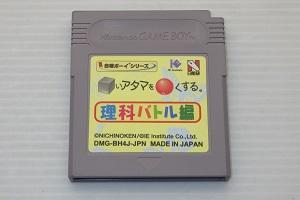 Nintendo GAME BOY
合格ボーイシリーズ
いアタマを くする。
理科バトル編
©NICHINOKEN/©IE Institute Co., Ltd.
DMG-BH4J-JPN MADE IN JAPAN